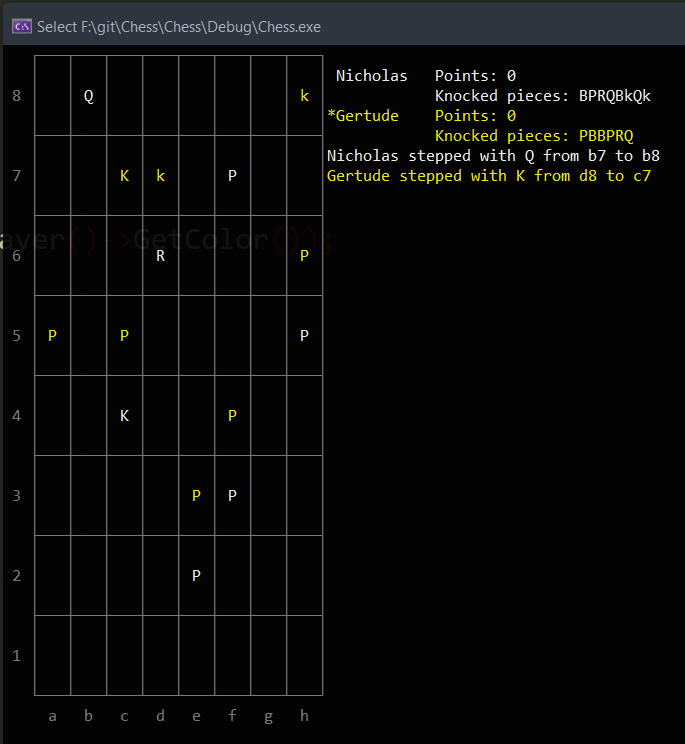 Select F:\git\Chess\Chess\Debug\Chess.exe
Nicholas Points: 0
Knocked pieces: BPRQBkQk
*Gertude Points: 0
Knocked pieces: PBBPRQ
Nicholas stepped with Q from b7 to b8
Gertude stepped with K from d8 to c7
8 Q k
7 K k P
ayer()->GetColor());
6 R P
5 P P P
4 K P
3 P P
2 P
1
a b c d e f g h